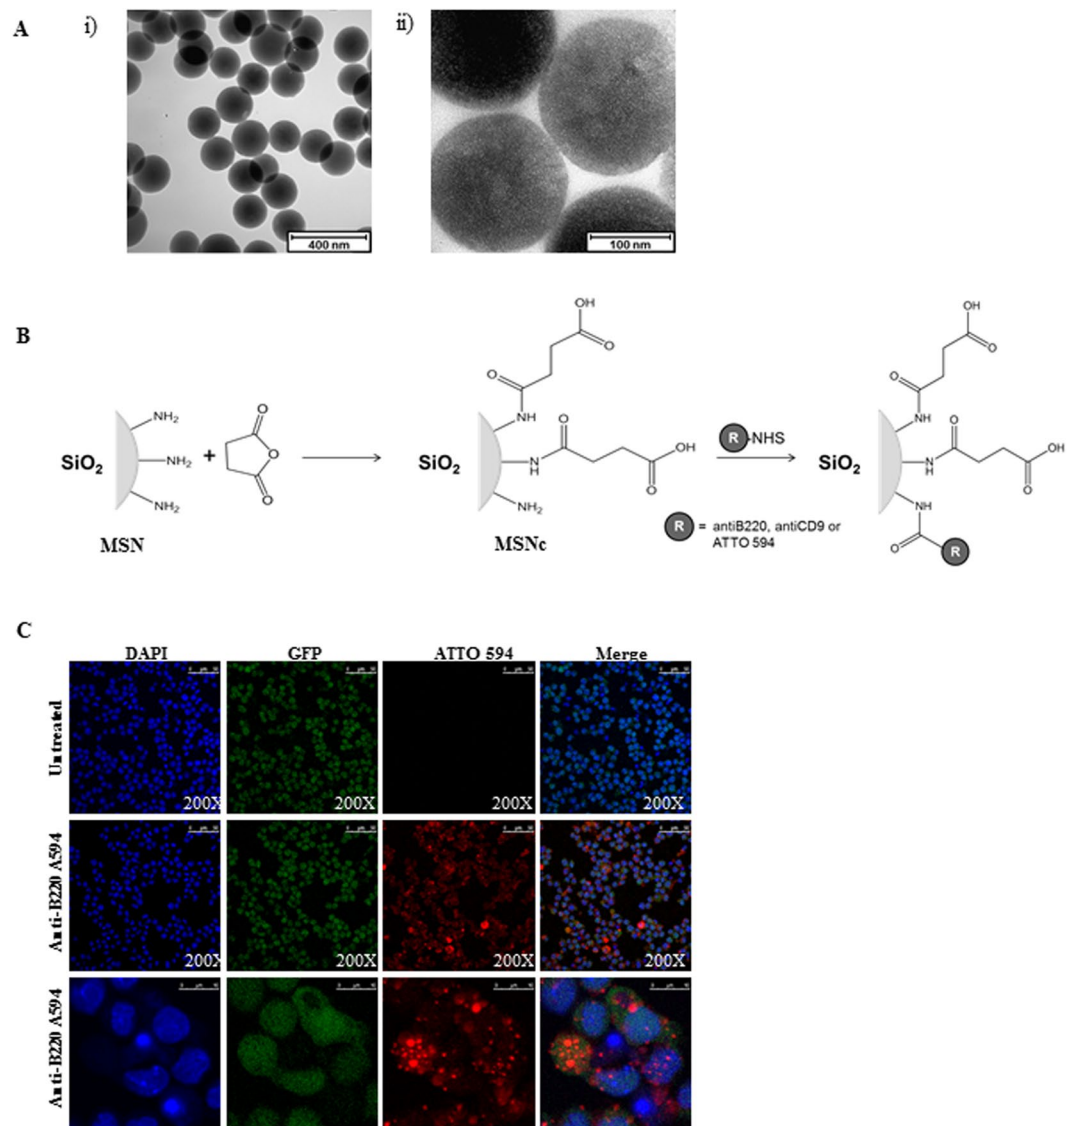 A
i)
ii)
400 nm
100 nm
B
SiO2
NH2
NH2
NH2
MSN
+
O
O
O
SiO2
OH
O
O
NH
O
N
H
OH
O
NH2
MSNc
R-NHS
R = antiB220, antiCD9 or
ATTO 594
SiO2
OH
O
O
NH
O
N
H
OH
O
NH
O
R
C
DAPI GFP ATTO 594 Merge
Untreated
200X 200X 200X 200X
Anti-B220 A594
200X 200X 200X 200X
Anti-B220 A594